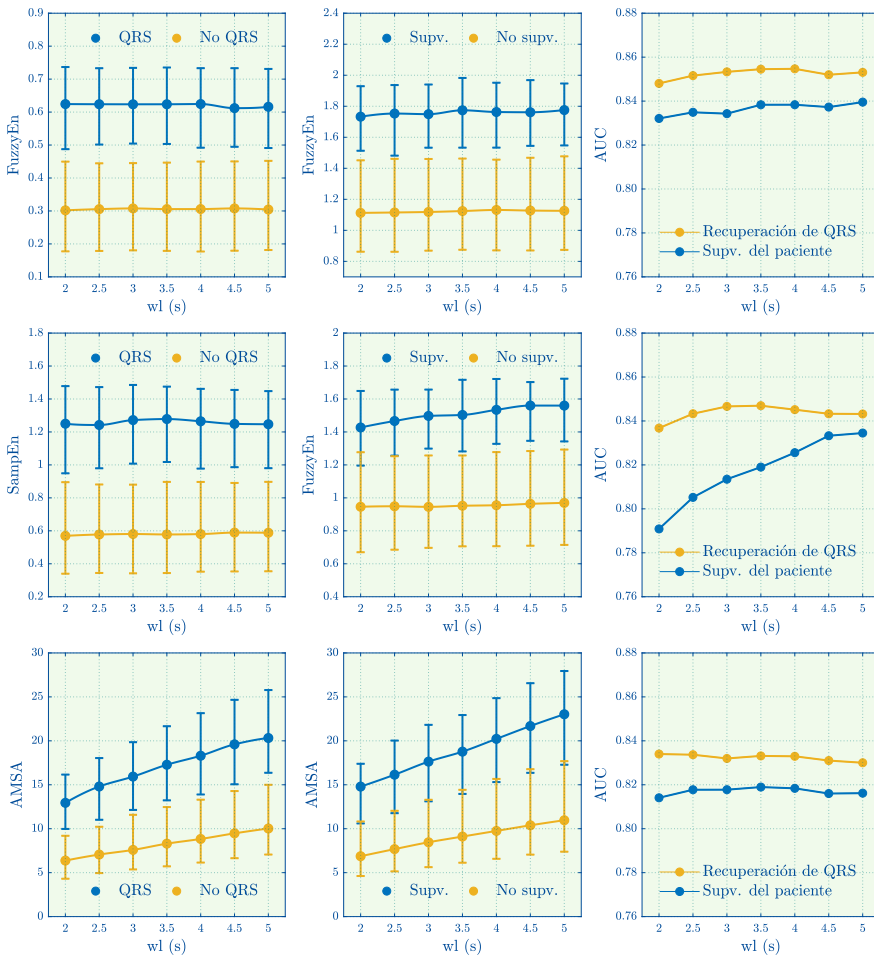 0.9
0.8
0.7
0.6
0.5
0.4
0.3
0.2
0.1
FuzzyEn
QRS No QRS
2 2.5 3 3.5 4 4.5 5
wl (s)
2.4
2.2
2
1.8
1.6
1.4
1.2
1
0.8
FuzzyEn
Supv. No supv.
2 2.5 3 3.5 4 4.5 5
wl (s)
0.88
0.86
0.84
0.82
0.80
0.78
0.76
AUC
Recuperación de QRS
Supv. del paciente
2 2.5 3 3.5 4 4.5 5
wl (s)
1.8
1.6
1.4
1.2
1
0.8
0.6
0.4
0.2
SampEn
QRS No QRS
2 2.5 3 3.5 4 4.5 5
wl (s)
2
1.8
1.6
1.4
1.2
1
0.8
0.6
0.4
FuzzyEn
Supv. No supv.
2 2.5 3 3.5 4 4.5 5
wl (s)
0.88
0.86
0.84
0.82
0.80
0.78
0.76
AUC
Recuperación de QRS
Supv. del paciente
2 2.5 3 3.5 4 4.5 5
wl (s)
30
25
20
15
10
5
0
AMSA
QRS No QRS
2 2.5 3 3.5 4 4.5 5
wl (s)
30
25
20
15
10
5
0
AMSA
Supv. No supv.
2 2.5 3 3.5 4 4.5 5
wl (s)
0.88
0.86
0.84
0.82
0.80
0.78
0.76
AUC
Recuperación de QRS
Supv. del paciente
2 2.5 3 3.5 4 4.5 5
wl (s)